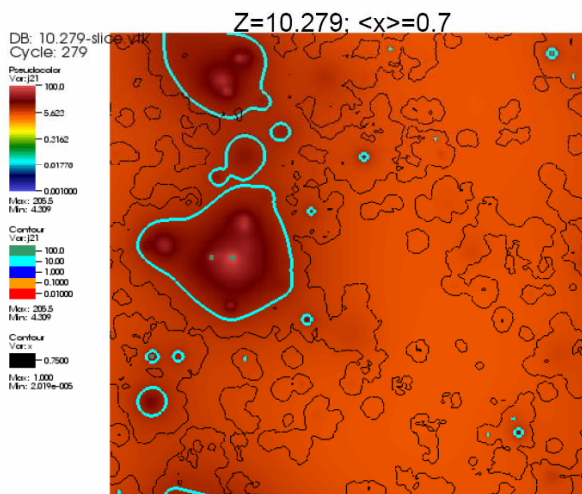 Z=10.279; <x>=0.7
DB: 10.279-slice.vtk
Cycle: 279
Pseudocolor
Var: j21
100.0
5.623
0.3162
0.01778
0.001000
Max: 205.5
Min: 4.309
Contour
Var: j21
100.0
10.00
1.000
0.1000
0.01000
Max: 205.5
Min: 4.309
Contour
Var: x
0.7500
Max: 1.000
Min: 2.019e-005